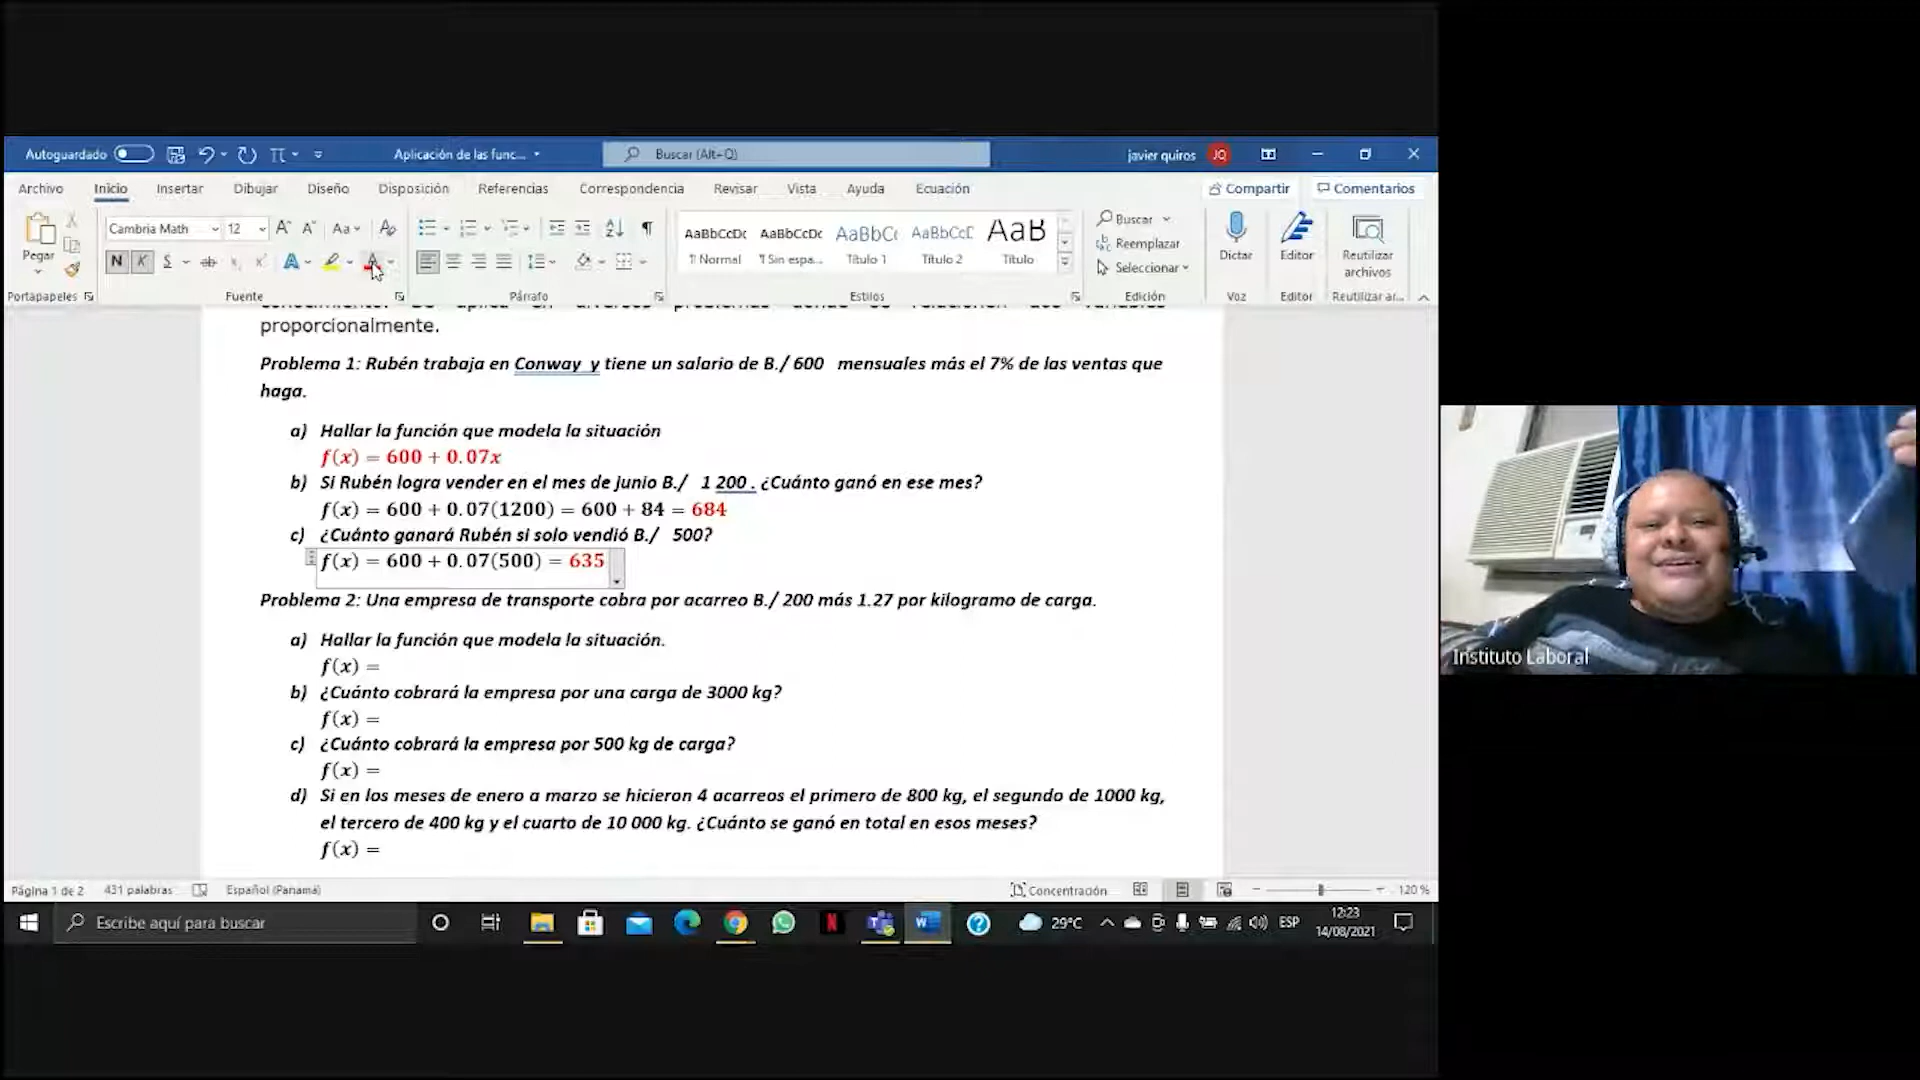 Autoguardado
Aplicación de las func...
Buscar (Alt+Q)
javier quiros
JQ
Archivo Inicio Insertar Dibujar Diseño Disposición Referencias Correspondencia Revisar Vista Ayuda Ecuación
Compartir
Comentarios
Pegar
Cambria Math
12
AaBbCcDc AaBbCcDc AaBbCc AaBbCcD AaB
¶ Normal ¶ Sin espa... Título 1 Título 2 Título
Buscar
Reemplazar
Seleccionar
Dictar
Editor
Reutilizar
archivos
Portapapeles Fuente Párrafo Estilos Edición Voz Editor Reutilizar ar...
proporcionalmente.
Problema 1: Rubén trabaja en Conway y tiene un salario de B./ 600 mensuales más el 7% de las ventas que
haga.
a) Hallar la función que modela la situación
f(x) = 600 + 0.07x
b) Si Rubén logra vender en el mes de junio B./ 1 200 . ¿Cuánto ganó en ese mes?
f(x) = 600 + 0.07(1200) = 600 + 84 = 684
c) ¿Cuánto ganará Rubén si solo vendió B./ 500?
f(x) = 600 + 0.07(500) = 635
Problema 2: Una empresa de transporte cobra por acarreo B./ 200 más 1.27 por kilogramo de carga.
a) Hallar la función que modela la situación.
f(x) =
b) ¿Cuánto cobrará la empresa por una carga de 3000 kg?
f(x) =
c) ¿Cuánto cobrará la empresa por 500 kg de carga?
f(x) =
d) Si en los meses de enero a marzo se hicieron 4 acarreos el primero de 800 kg, el segundo de 1000 kg,
el tercero de 400 kg y el cuarto de 10 000 kg. ¿Cuánto se ganó en total en esos meses?
f(x) =
Página 1 de 2 431 palabras Español (Panamá)
Concentración
120 %
Escribe aquí para buscar
29°C
ESP
12:23
14/08/2021
Instituto Laboral